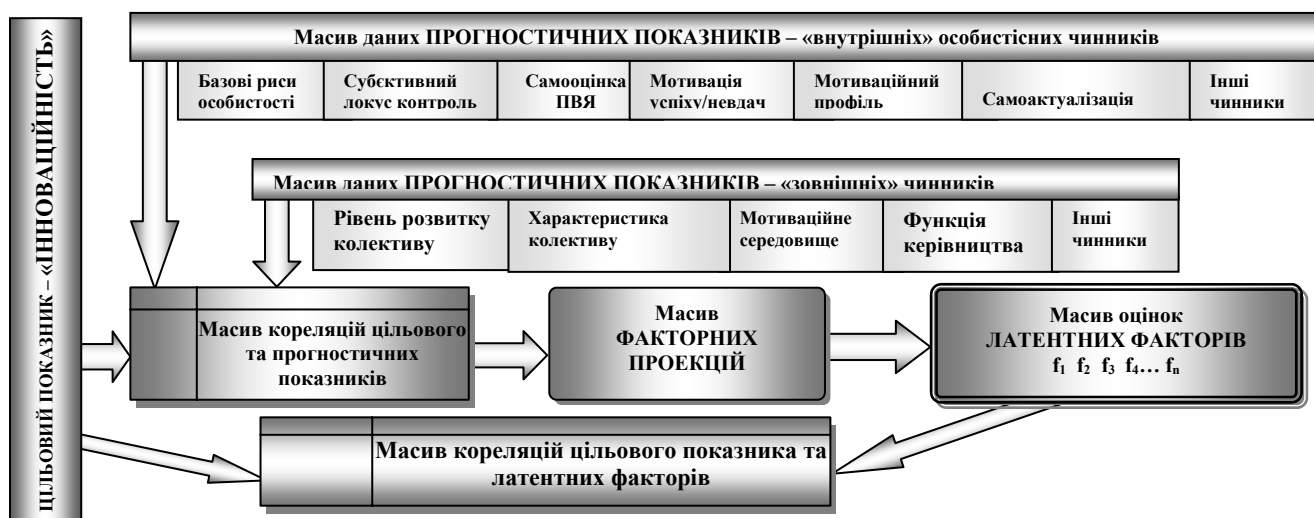 ЦІЛЬОВИЙ ПОКАЗНИК – «ІННОВАЦІЙНІСТЬ»
Масив даних ПРОГНОСТИЧНИХ ПОКАЗНИКІВ – «внутрішніх» особистісних чинників
Базові риси
особистості
Субєктивний
локус контроль
Самооцінка
ПВЯ
Мотивація
успіху/невдач
Мотиваційний
профіль
Самоактуалізація
Інші
чинники
Масив даних ПРОГНОСТИЧНИХ ПОКАЗНИКІВ – «зовнішніх» чинників
Рівень розвитку
колективу
Характеристика
колективу
Мотиваційне
середовище
Функція
керівництва
Інші
чинники
Масив кореляцій цільового
та прогностичних
показників
Масив
ФАКТОРНИХ
ПРОЕКЦІЙ
Масив оцінок
ЛАТЕНТНИХ ФАКТОРІВ
f₁ f₂ f₃ f₄… fₙ
Масив кореляцій цільового показника та
латентних факторів